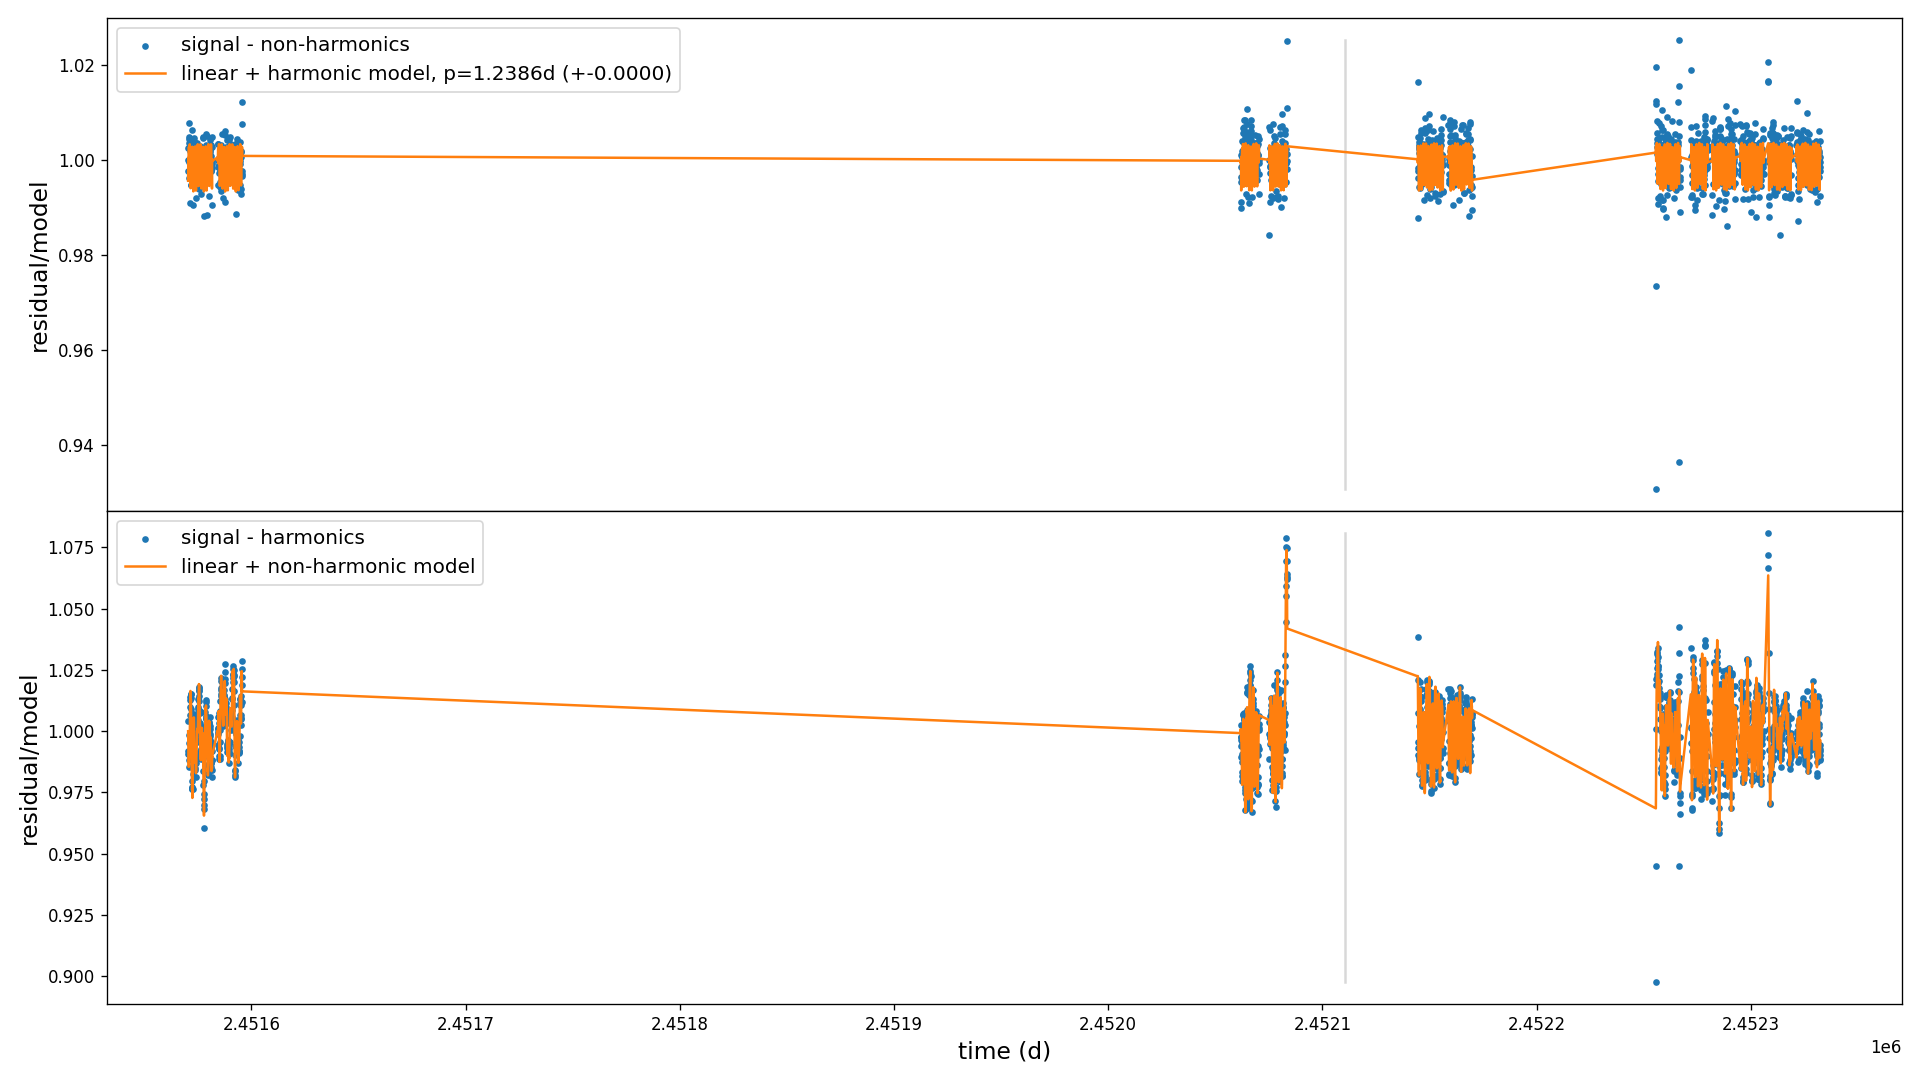 signal - non-harmonics
linear + harmonic model, p=1.2386d (+-0.0000)
1.02
1.00
0.98
0.96
0.94
residual/model
signal - harmonics
linear + non-harmonic model
1.075
1.050
1.025
1.000
0.975
0.950
0.925
0.900
residual/model
2.4516
2.4517
2.4518
2.4519
2.4520
2.4521
2.4522
2.4523
time (d)
1e6